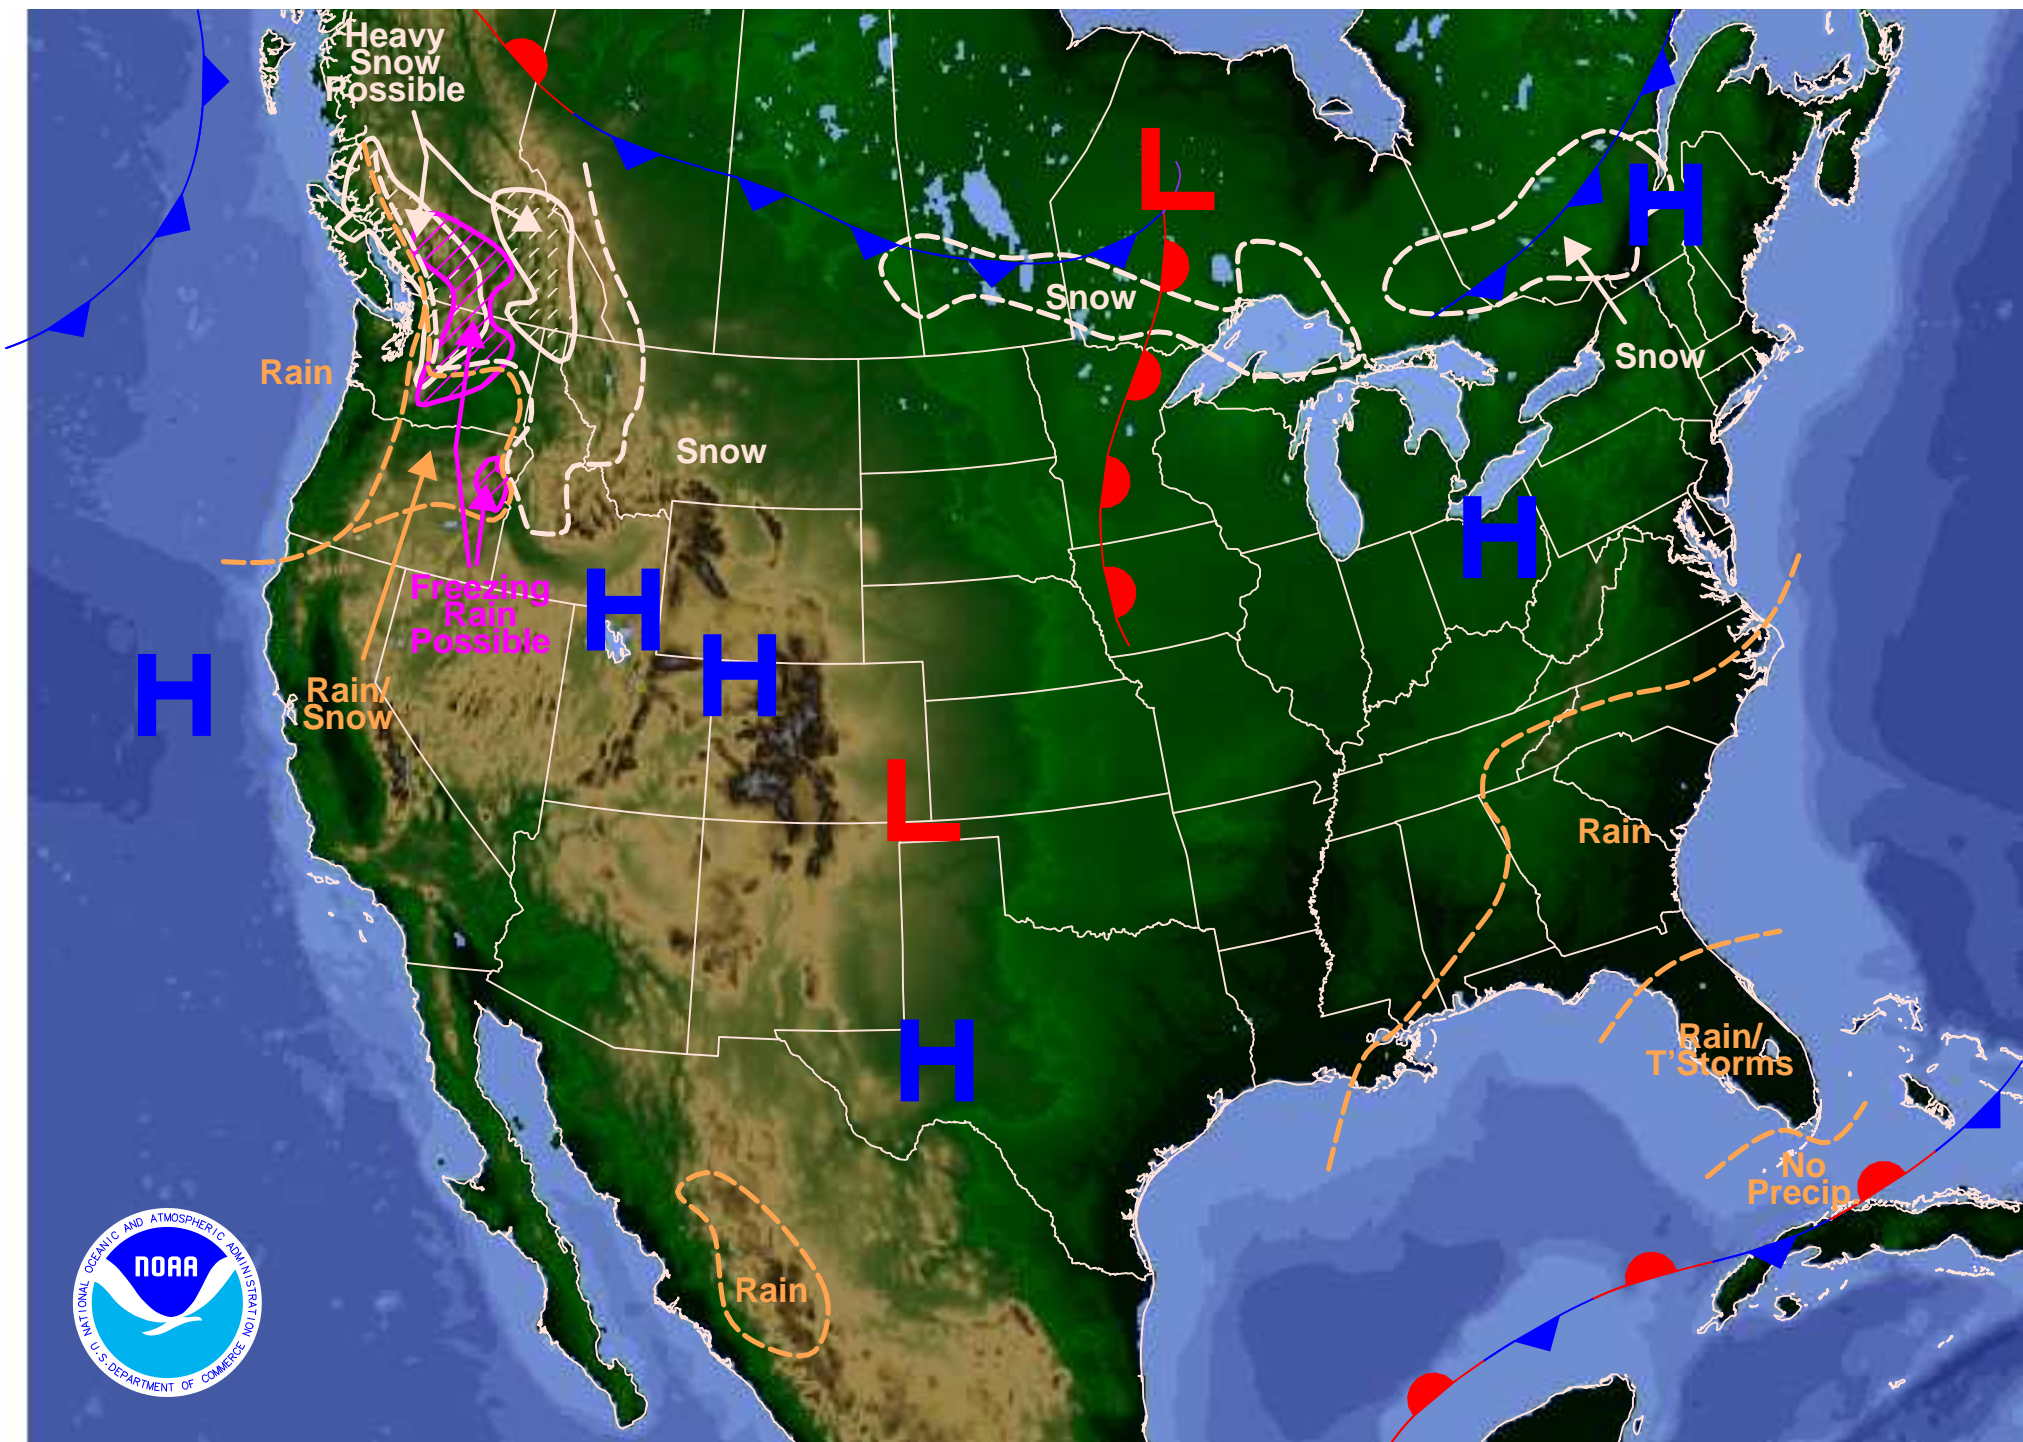 Heavy
Snow
Possible
L
H
Snow
Snow
Rain
Snow
H
H
Freezing
Rain
Possible
H
H
Rain/
Snow
L
Rain
H
Rain/
T'Storms
No
Precip.
Rain
NATIONAL OCEANIC AND ATMOSPHERIC ADMINISTRATION
NOAA
U.S. DEPARTMENT OF COMMERCE